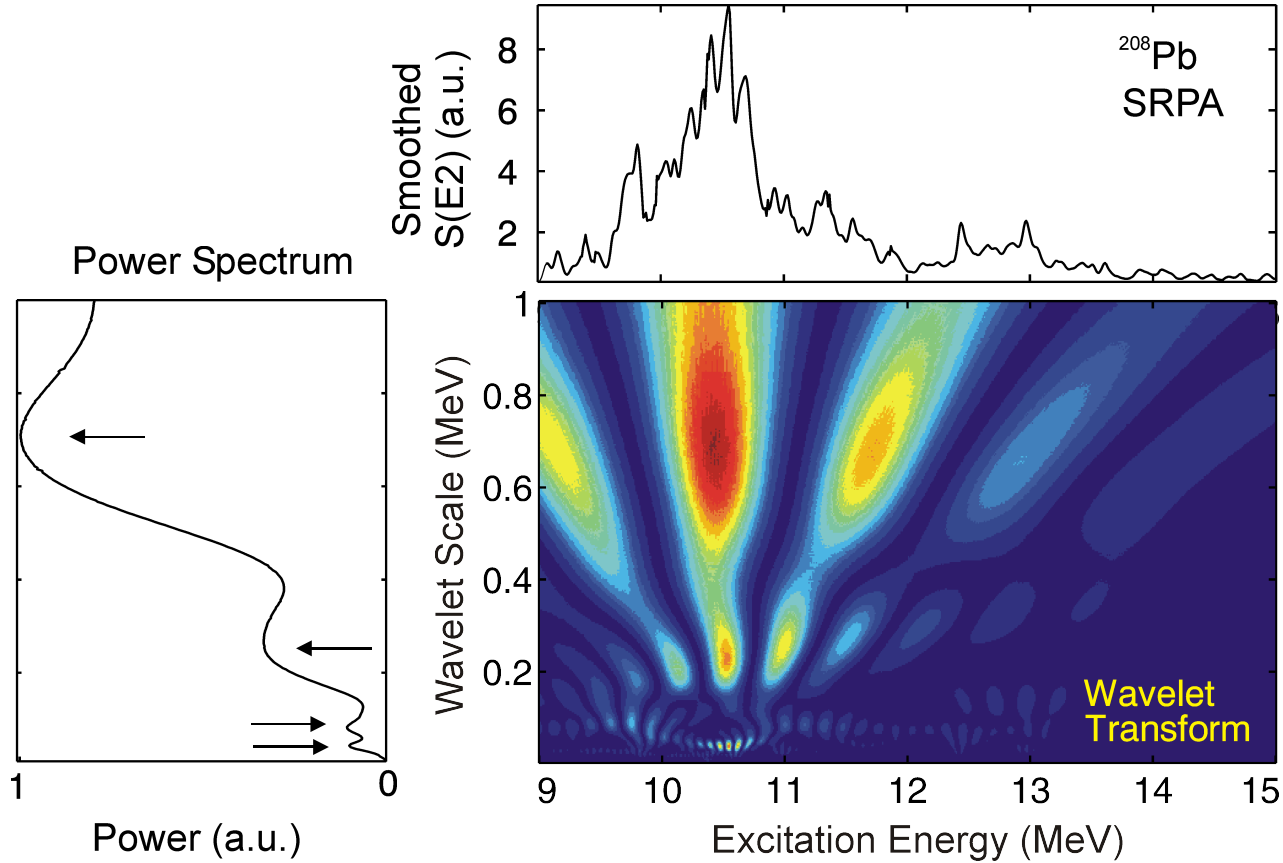 Smoothed
S(E2) (a.u.)
8
6
4
2
208Pb
SRPA
Power Spectrum
1
0
Power (a.u.)
Wavelet Scale (MeV)
1
0.8
0.6
0.4
0.2
Wavelet
Transform
9 10 11 12 13 14 15
Excitation Energy (MeV)